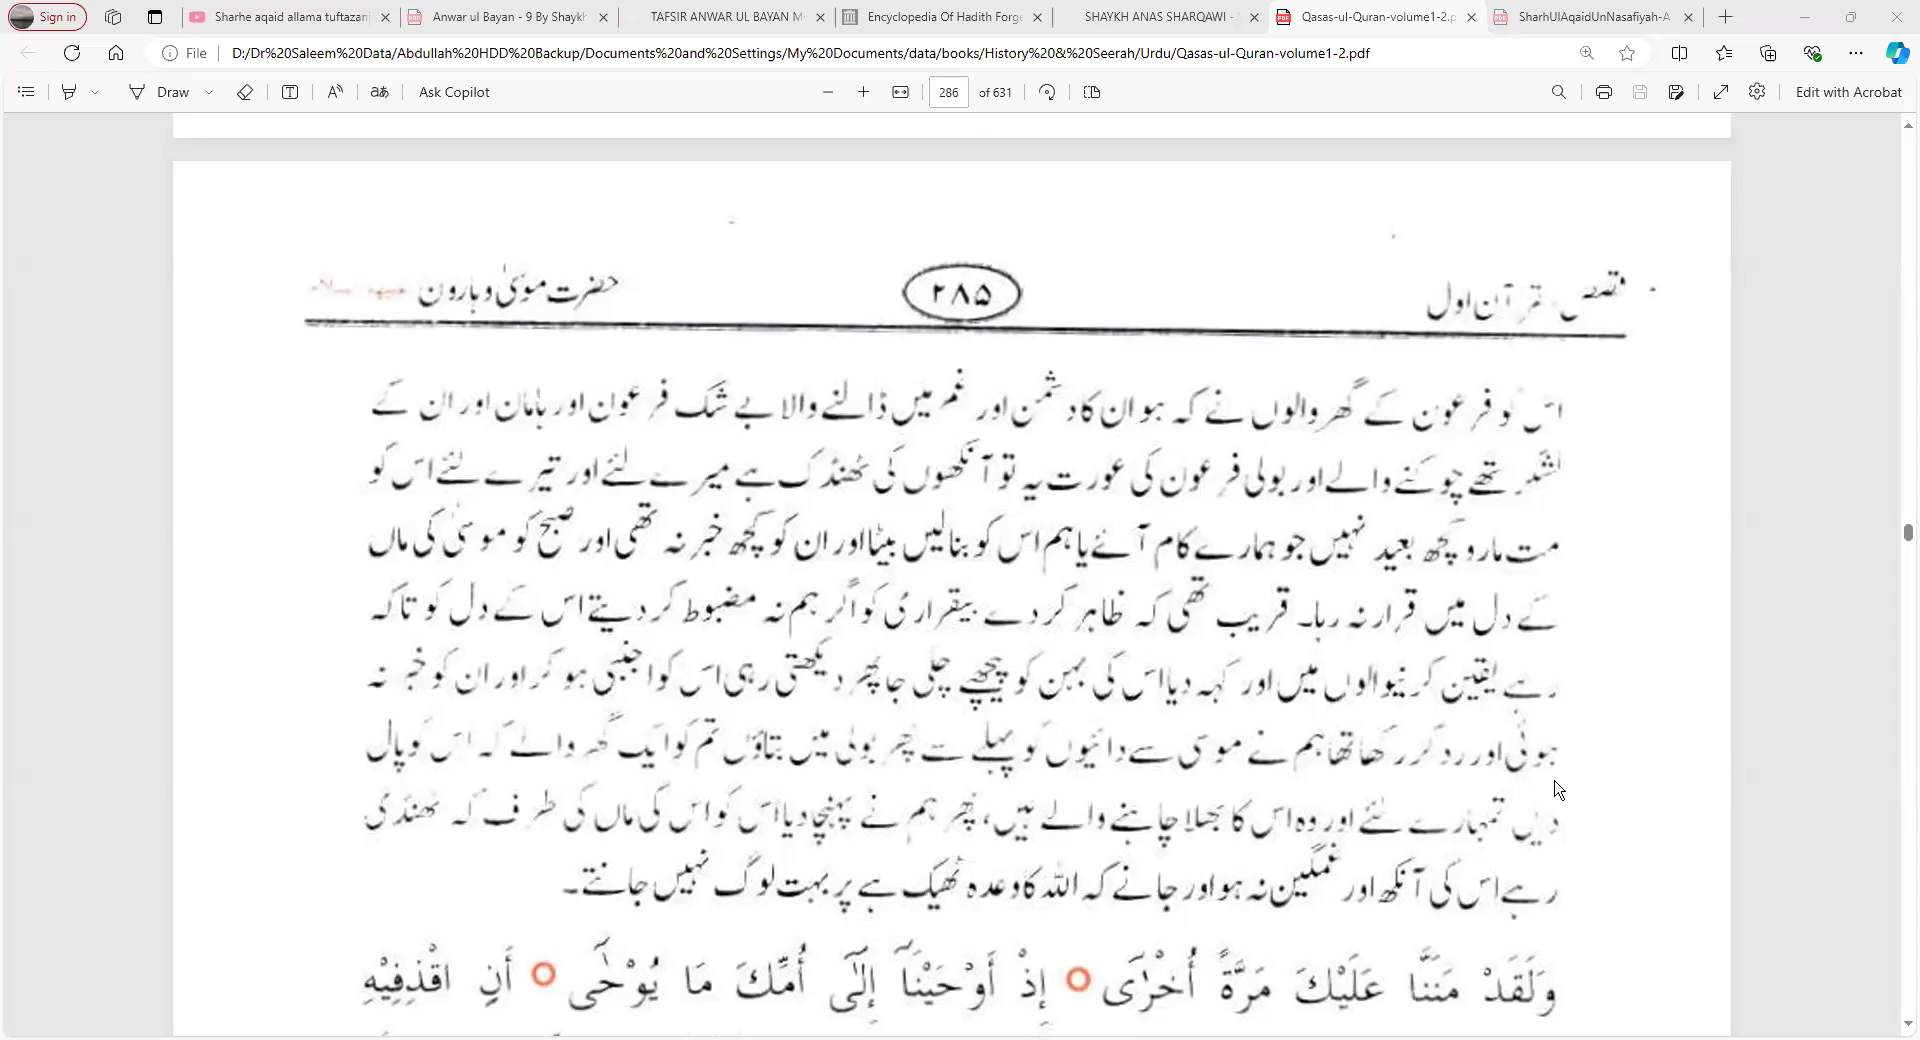 Sign in
Sharhe aqaid allama tuftazan
Anwar ul Bayan - 9 By Shaykh
TAFSIR ANWAR UL BAYAN M
Encyclopedia Of Hadith Forge
SHAYKH ANAS SHARQAWI -
Qasas-ul-Quran-volume1-2.p
SharhUlAqaidUnNasafiyah-A
File
D:/Dr%20Saleem%20Data/Abdullah%20HDD%20Backup/Documents%20and%20Settings/My%20Documents/data/books/History%20&%20Seerah/Urdu/Qasas-ul-Quran-volume1-2.pdf
Draw
Ask Copilot
286 of 631
Edit with Acrobat
قصص قرآن اول
۲۸۵
حضرت موسیٰ و ہارون
اس کو فرعون کے گھر والوں نے کہ ہو ان کا دشمن اور غم میں ڈالنے والا بے شک فرعون اور ہامان اور ان کے
لشکر تھے چوکنے والے اور بولی فرعون کی عورت یہ تو آنکھوں کی ٹھنڈک ہے میرے لئے اور تیرے لئے اس کو
مت مارو کچھ بعید نہیں جو ہمارے کام آئے یا ہم اس کو بنالیں بیٹا اور ان کو کچھ خبر نہ تھی اور صبح کو موسیٰ کی ماں
کے دل میں قرار نہ رہا۔ قریب تھی کہ ظاہر کر دے بیقراری کو اگر ہم نہ مضبوط کر دیتے اس کے دل کو تا کہ
رہے یقین کرنیوالوں میں اور کہہ دیا اس کی بہن کو پیچھے چلی جا پھر دیکھتی رہی اس کو اجنبی ہو کر اور ان کو خبر نہ
ہوئی اور رد کر رکھا تھا ہم نے موسی سے دائیوں کو پہلے سے پھر بولی میں بتاؤں تم کو ایک گھر والے کہ اس کو پال
دیں تمہارے لئے اور وہ اس کا بھلا چاہنے والے ہیں، پھر ہم نے پہنچا دیا اس کو اس کی ماں کی طرف کہ ٹھنڈی
رہے اس کی آنکھ اور غمگین نہ ہو اور جانے کہ اللہ کا وعدہ ٹھیک ہے پر بہت لوگ نہیں جانتے۔
وَلَقَدْ مَنَنَّا عَلَيْكَ مَرَّةً أُخْرٰى ○ إِذْ أَوْحَيْنَآ إِلٰٓى أُمِّكَ مَا يُوْحٰٓى ○ أَنِ اقْذِفِيْهِ